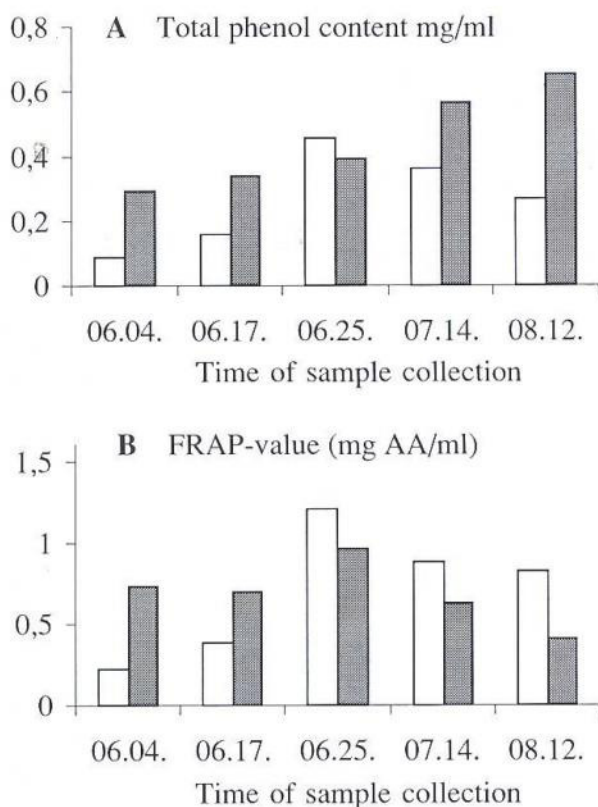 A Total phenol content mg/ml
0,8
0,6
0,4
0,2
0
06.04. 06.17. 06.25. 07.14. 08.12.
Time of sample collection
B FRAP-value (mg AA/ml)
1,5
1
0,5
0
06.04. 06.17. 06.25. 07.14. 08.12.
Time of sample collection